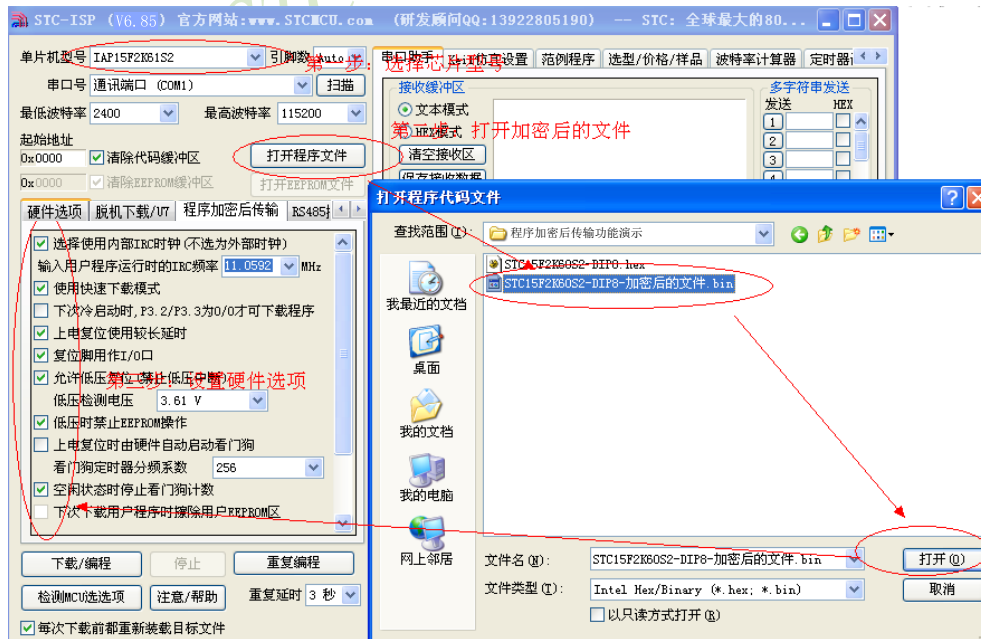 STC-ISP (V6.85) 官方网站:www.STCMCU.com (研发顾问QQ:13922805190) -- STC: 全球最大的80...
单片机型号 IAP15F2K61S2 引脚数 Auto
第一步: 选择芯片型号
串口助手 Keil仿真设置 范例程序 选型/价格/样品 波特率计算器 定时器
串口号 通讯端口 (COM1) 扫描
最低波特率 2400 最高波特率 115200
起始地址
0x0000 清除代码缓冲区 打开程序文件
0x0000 清除EEPROM缓冲区 打开EEPROM文件
接收缓冲区
文本模式
HEX模式
清空接收区
保存接收数据
多字符串发送
发送 HEX
1
2
3
4
第二步: 打开加密后的文件
硬件选项 脱机下载/U7 程序加密后传输 RS485
选择使用内部IRC时钟(不选为外部时钟)
输入用户程序运行时的IRC频率 11.0592 MHz
使用快速下载模式
下次冷启动时,P3.2/P3.3为0/0才可下载程序
上电复位使用较长延时
复位脚用作I/O口
允许低压复位(禁止低压中断)
第三步: 设置硬件选项
低压检测电压 3.61 V
低压时禁止EEPROM操作
上电复位时由硬件自动启动看门狗
看门狗定时器分频系数 256
空闲状态时停止看门狗计数
下次下载用户程序时擦除用户EEPROM区
下载/编程 停止 重复编程
检测MCU选项 注意/帮助 重复延时 3 秒
每次下载前都重新装载目标文件
打开程序代码文件
查找范围(I): 程序加密后传输功能演示
STC15F2K60S2-DIP8.hex
STC15F2K60S2-DIP8-加密后的文件.bin
我最近的文档
桌面
我的文档
我的电脑
网上邻居
文件名(N): STC15F2K60S2-DIP8-加密后的文件.bin 打开(O)
文件类型(T): Intel Hex/Binary (*.hex; *.bin) 取消
以只读方式打开(R)